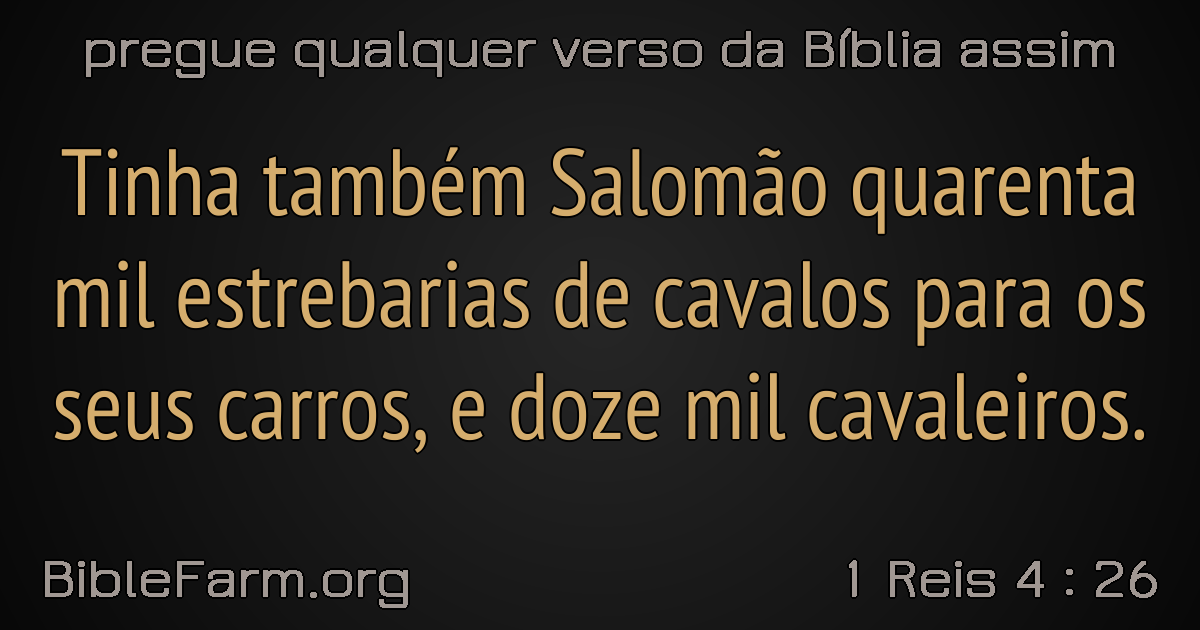 pregue qualquer verso da Bíblia assim
Tinha também Salomão quarenta
mil estrebarias de cavalos para os
seus carros, e doze mil cavaleiros.
BibleFarm.org
1 Reis 4 : 26